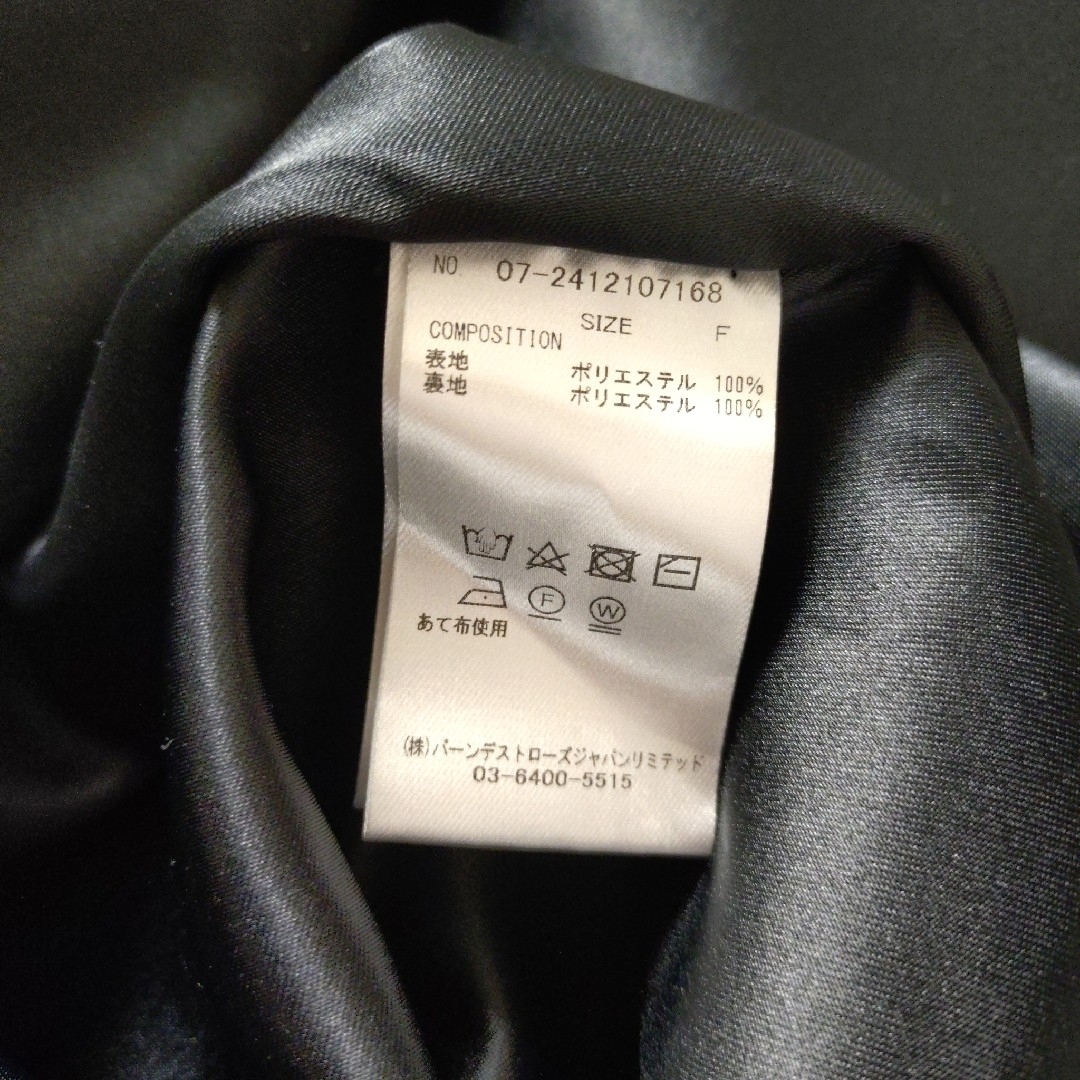 NO. 07-2412107168
SIZE F
COMPOSITION
表地 ポリエステル 100%
裏地 ポリエステル 100%
F W
あて布使用
(株)バーンデストローズジャパンリミテッド
03-6400-5515